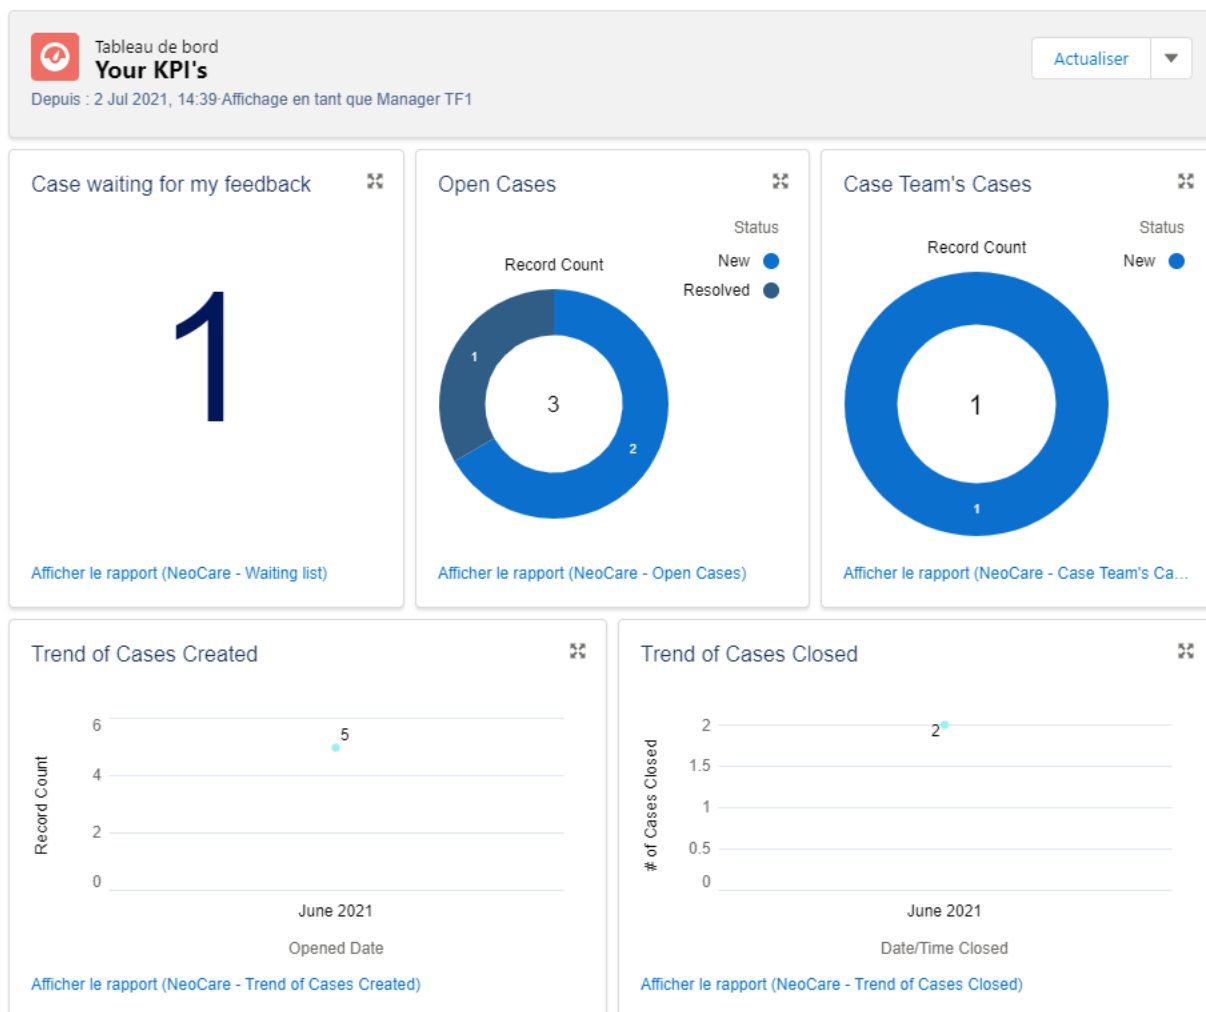 Tableau de bord
Your KPI's
Actualiser
Depuis : 2 Jul 2021, 14:39·Affichage en tant que Manager TF1
Case waiting for my feedback
1
Afficher le rapport (NeoCare - Waiting list)
Open Cases
Status
New
Resolved
Record Count
1
3
2
Afficher le rapport (NeoCare - Open Cases)
Case Team's Cases
Status
New
Record Count
1
1
Afficher le rapport (NeoCare - Case Team's Ca...
Trend of Cases Created
Record Count
6
4
2
0
5
June 2021
Opened Date
Afficher le rapport (NeoCare - Trend of Cases Created)
Trend of Cases Closed
# of Cases Closed
2
1.5
1
0.5
0
2
June 2021
Date/Time Closed
Afficher le rapport (NeoCare - Trend of Cases Closed)